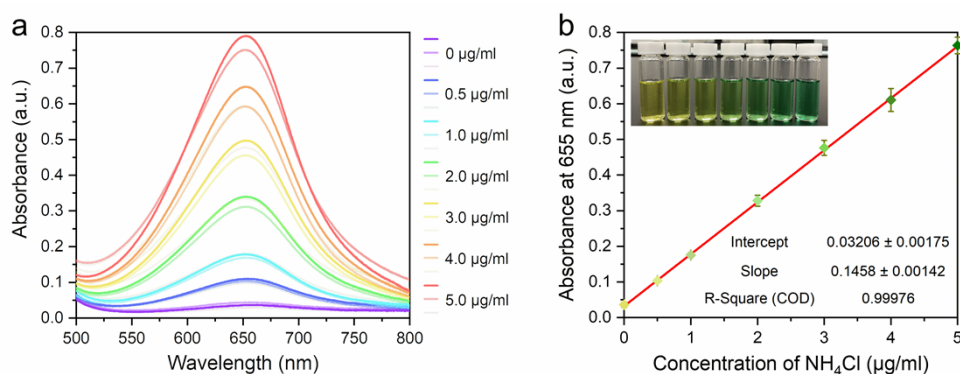 a
Absorbance (a.u.)
0.8
0.7
0.6
0.5
0.4
0.3
0.2
0.1
0.0
500
550
600
650
700
750
800
Wavelength (nm)
0 µg/ml
0.5 µg/ml
1.0 µg/ml
2.0 µg/ml
3.0 µg/ml
4.0 µg/ml
5.0 µg/ml
b
Absorbance at 655 nm (a.u.)
0.8
0.7
0.6
0.5
0.4
0.3
0.2
0.1
0.0
Intercept 0.03206 ± 0.00175
Slope 0.1458 ± 0.00142
R-Square (COD) 0.99976
0
1
2
3
4
5
Concentration of NH₄Cl (µg/ml)